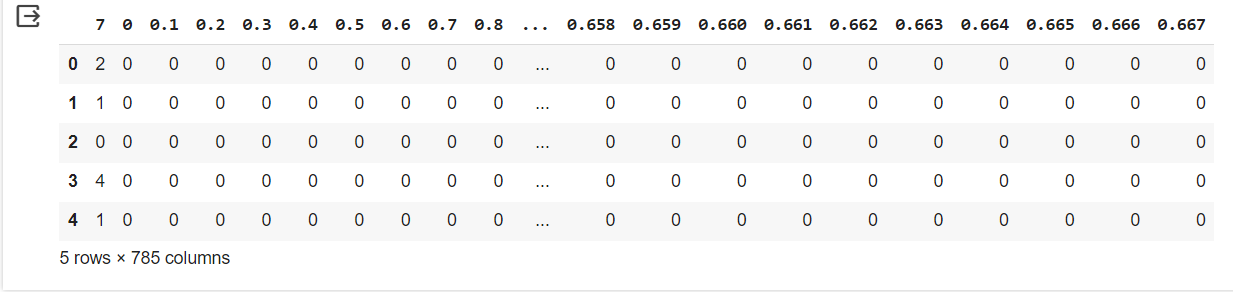 7 0 0.1 0.2 0.3 0.4 0.5 0.6 0.7 0.8 ... 0.658 0.659 0.660 0.661 0.662 0.663 0.664 0.665 0.666 0.667
0 2 0 0 0 0 0 0 0 0 0 ... 0 0 0 0 0 0 0 0 0 0
1 1 0 0 0 0 0 0 0 0 0 ... 0 0 0 0 0 0 0 0 0 0
2 0 0 0 0 0 0 0 0 0 0 ... 0 0 0 0 0 0 0 0 0 0
3 4 0 0 0 0 0 0 0 0 0 ... 0 0 0 0 0 0 0 0 0 0
4 1 0 0 0 0 0 0 0 0 0 ... 0 0 0 0 0 0 0 0 0 0
5 rows × 785 columns